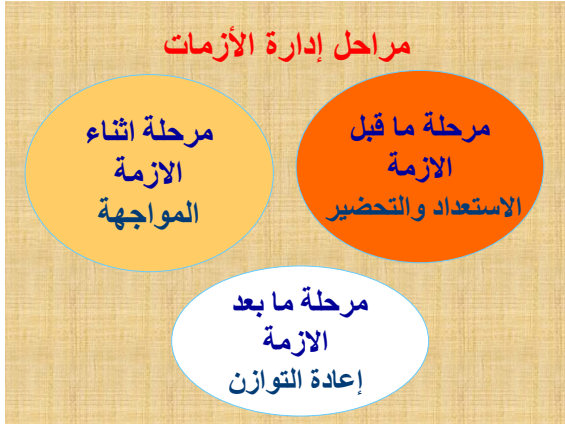 مراحل إدارة الأزمات
مرحلة ما قبل
الازمة
الاستعداد والتحضير
مرحلة اثناء
الازمة
المواجهة
مرحلة ما بعد
الازمة
إعادة التوازن